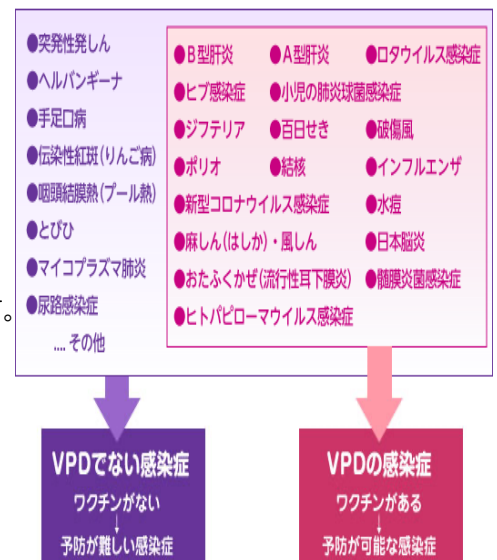 ●突発性発しん
●ヘルパンギーナ
●手足口病
●伝染性紅斑(りんご病)
●咽頭結膜熱(プール熱)
●とびひ
●マイコプラズマ肺炎
●尿路感染症
.... その他
。
●B型肝炎 ●A型肝炎 ●ロタウイルス感染症
●ヒブ感染症 ●小児の肺炎球菌感染症
●ジフテリア ●百日せき ●破傷風
●ポリオ ●結核 ●インフルエンザ
●新型コロナウイルス感染症 ●水痘
●麻しん(はしか)・風しん ●日本脳炎
●おたふくかぜ(流行性耳下腺炎) ●髄膜炎菌感染症
●ヒトパピローマウイルス感染症
VPDでない感染症
ワクチンがない
↓
予防が難しい感染症
VPDの感染症
ワクチンがある
↓
予防が可能な感染症